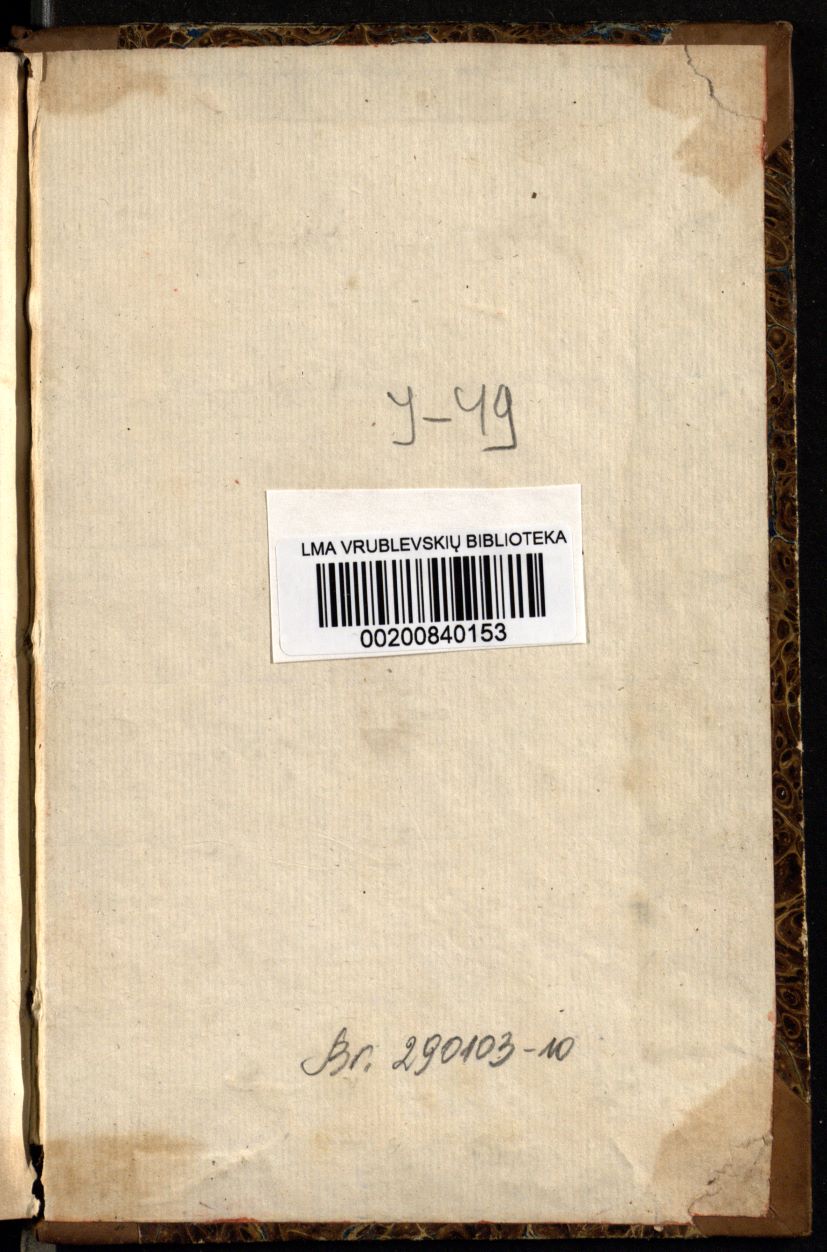 У-49
LMA VRUBLEVSKIŲ BIBLIOTEKA
00200840153
Br. 290103-10